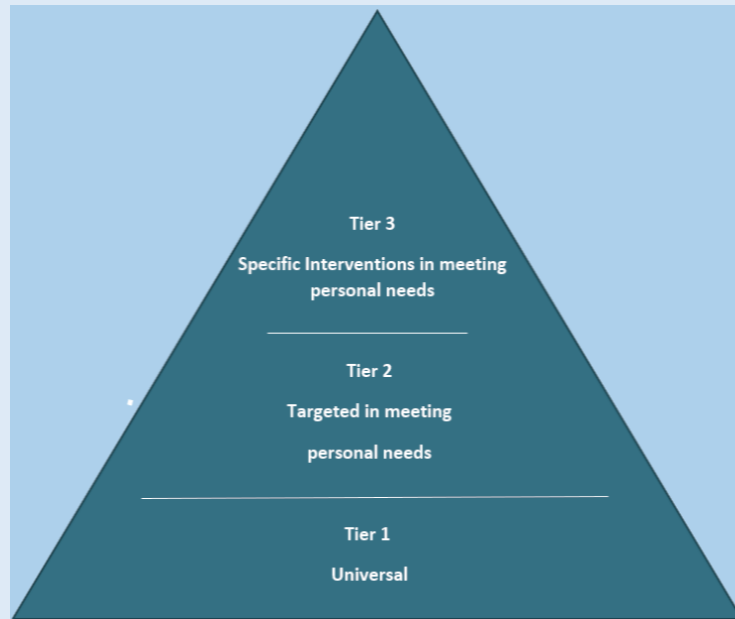 Tier 3
Specific Interventions in meeting
personal needs
Tier 2
Targeted in meeting
personal needs
Tier 1
Universal